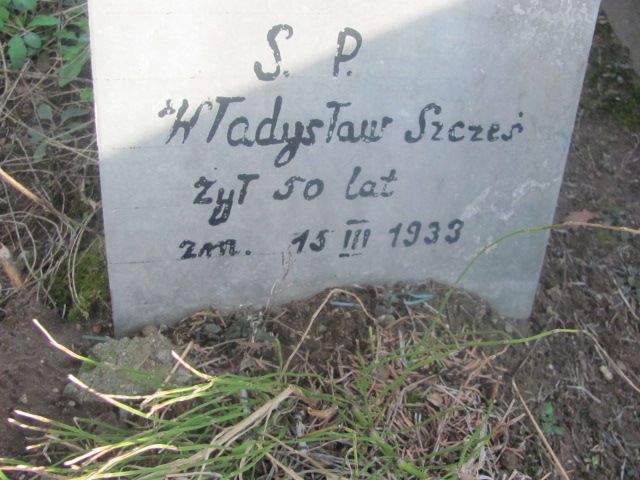 Ś. P.
Władysław Szcześ
żył 50 lat
zm. 15 III 1933